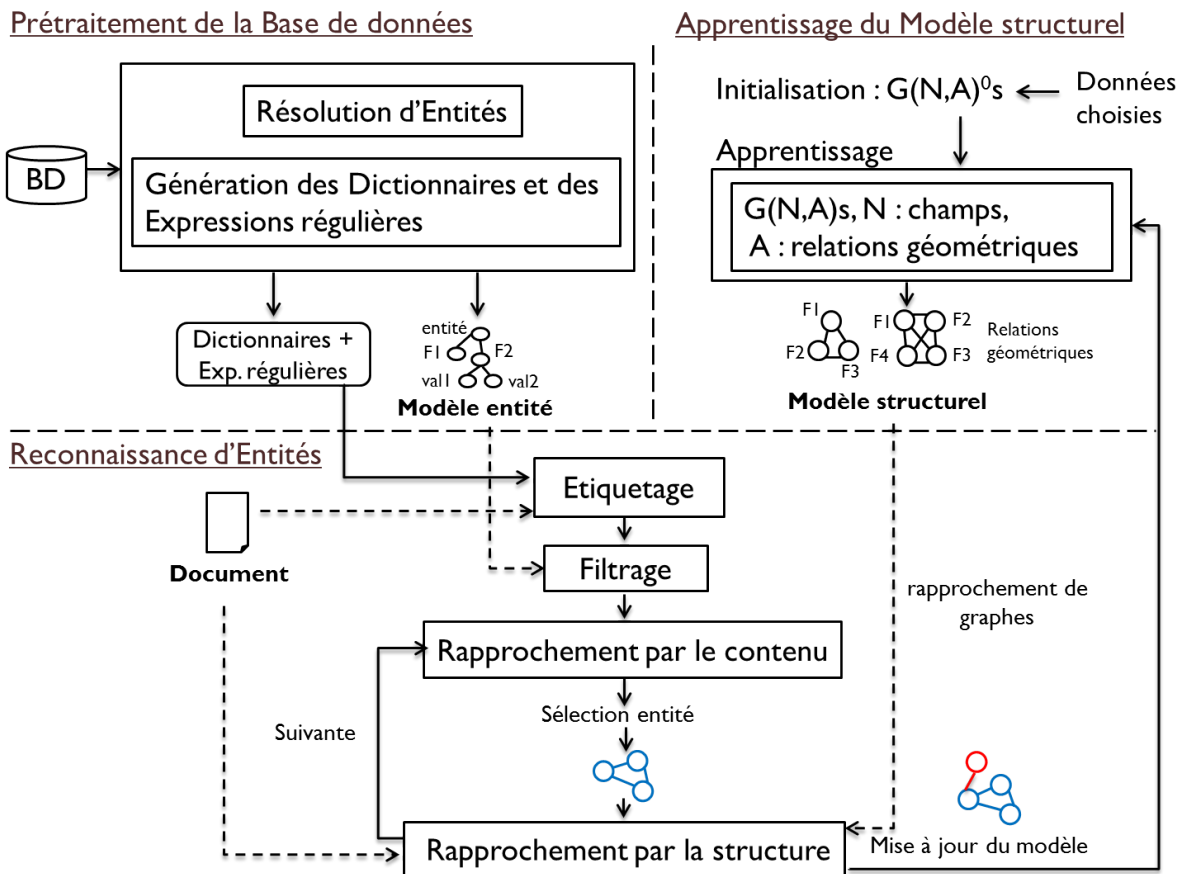 Prétraitement de la Base de données
Résolution d'Entités
BD
Génération des Dictionnaires et des
Expressions régulières
Dictionnaires +
Exp. régulières
entité
F1
F2
val1
val2
Modèle entité
Apprentissage du Modèle structurel
Initialisation : G(N,A)⁰s
Données
choisies
Apprentissage
G(N,A)s, N : champs,
A : relations géométriques
F1
F2
F3
F1
F2
F4
F3
Relations
géométriques
Modèle structurel
Reconnaissance d'Entités
Etiquetage
Document
Filtrage
rapprochement de
graphes
Rapprochement par le contenu
Sélection entité
Suivante
Rapprochement par la structure
Mise à jour du modèle